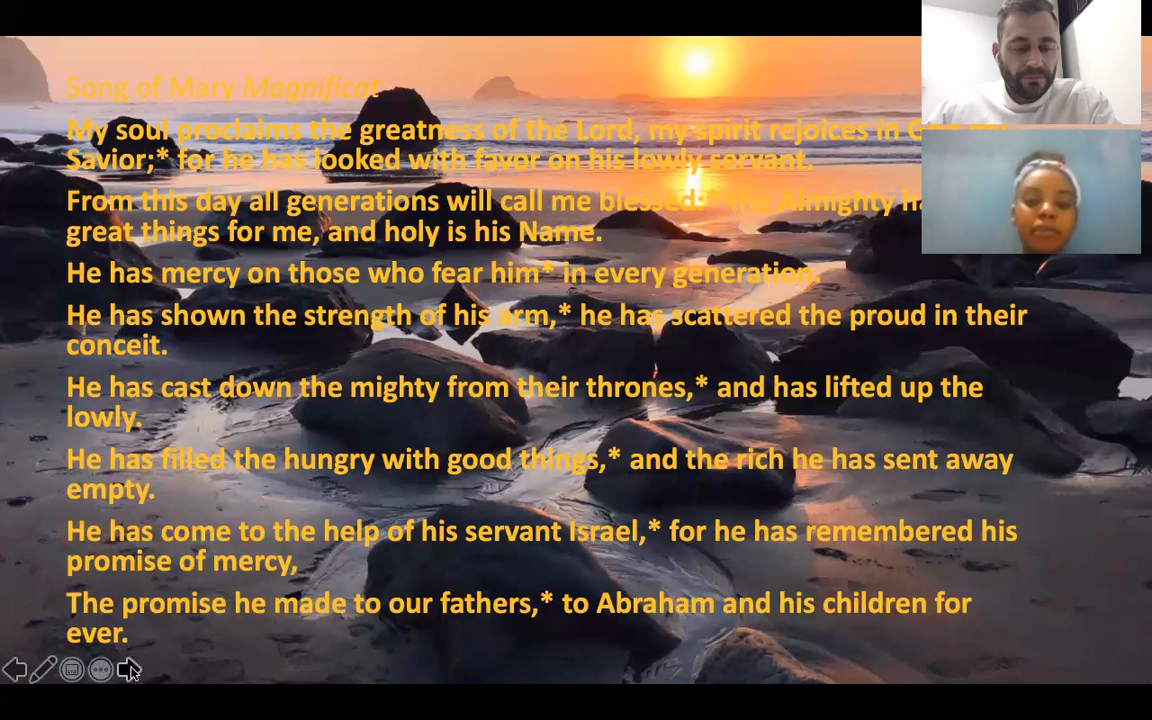 Song of Mary Magnificat
My soul proclaims the greatness of the Lord, my spirit rejoices in
Savior;* for he has looked with favor on his lowly servant.
From this day all generations will call me blessed:* the Almighty
great things for me, and holy is his Name.
He has mercy on those who fear him* in every generation.
He has shown the strength of his arm,* he has scattered the proud in their
conceit.
He has cast down the mighty from their thrones,* and has lifted up the
lowly.
He has filled the hungry with good things,* and the rich he has sent away
empty.
He has come to the help of his servant Israel,* for he has remembered his
promise of mercy,
The promise he made to our fathers,* to Abraham and his children for
ever.